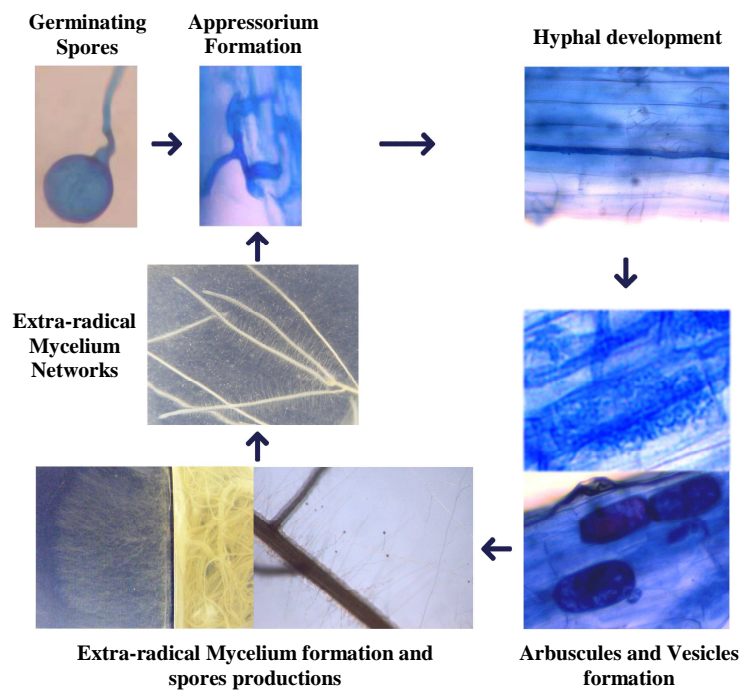 Germinating
Spores
Appressorium
Formation
Hyphal development
Extra-radical
Mycelium
Networks
Extra-radical Mycelium formation and
spores productions
Arbuscules and Vesicles
formation